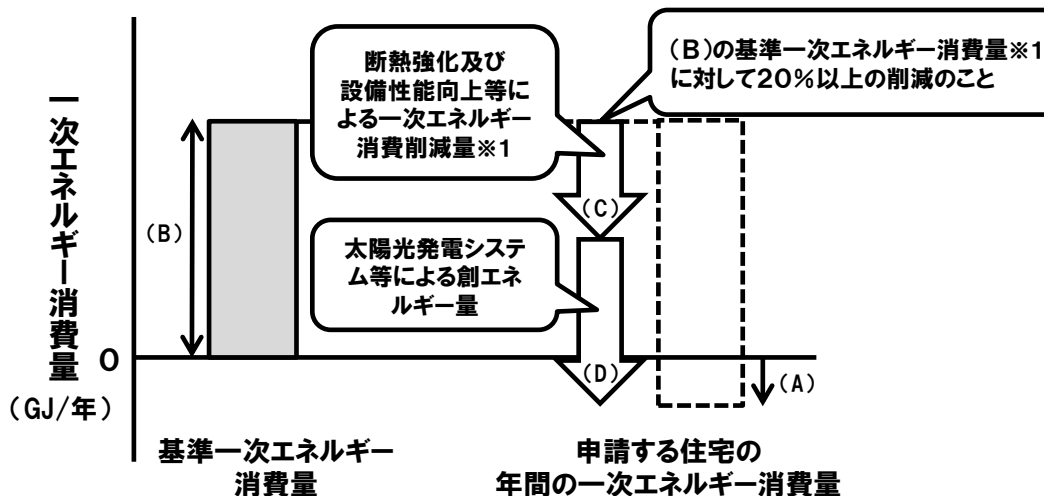 断熱強化及び
設備性能向上等に
よる一次エネルギー
消費削減量※1
(B)の基準一次エネルギー消費量※1
に対して20%以上の削減のこと
一次エネルギー消費量
(GJ/年)
0
(B)
(C)
太陽光発電システ
ム等による創エネ
ルギー量
(D)
(A)
基準一次エネルギー
消費量
申請する住宅の
年間の一次エネルギー消費量